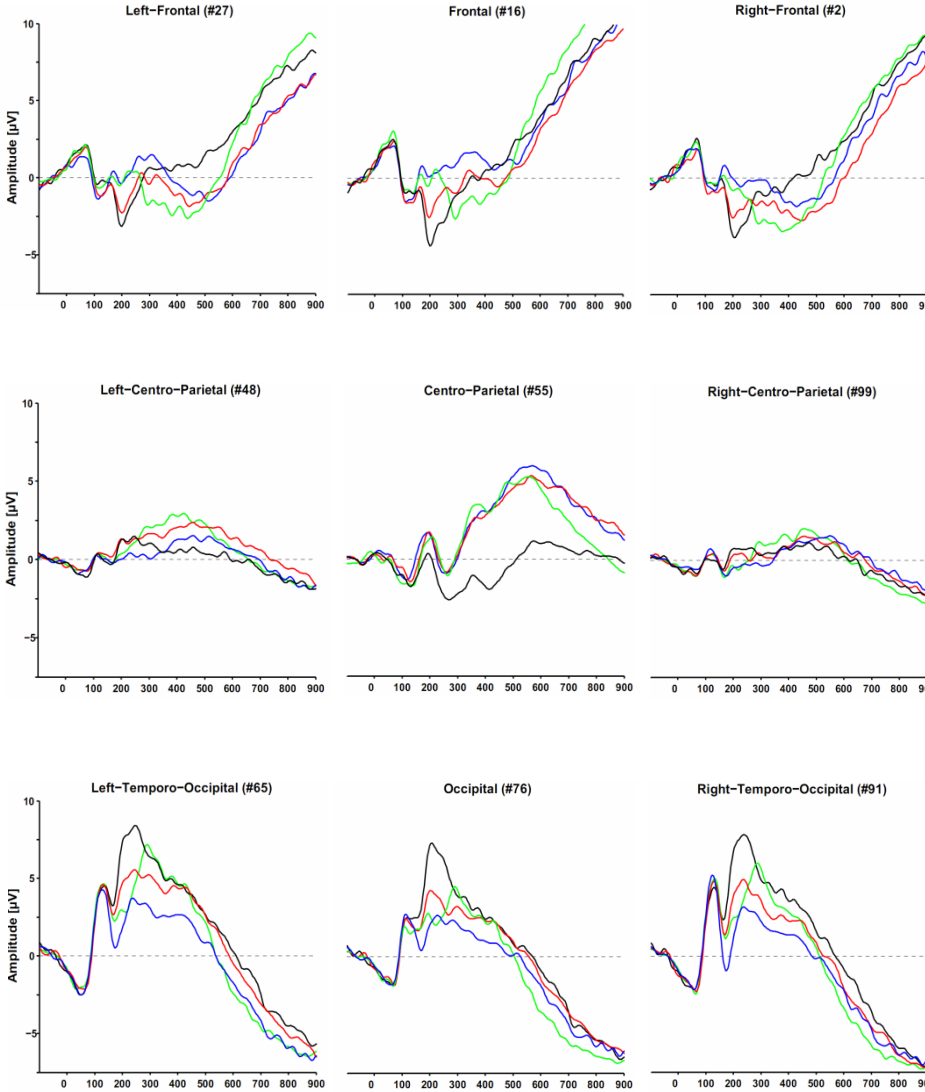 Left−Frontal (#27)
Frontal (#16)
Right−Frontal (#2)
Amplitude [µV]
10
5
0
−5
0 100 200 300 400 500 600 700 800 900
0 100 200 300 400 500 600 700 800 900
0 100 200 300 400 500 600 700 800 90
Left−Centro−Parietal (#48)
Centro−Parietal (#55)
Right−Centro−Parietal (#99)
Amplitude [µV]
10
5
0
−5
0 100 200 300 400 500 600 700 800 900
0 100 200 300 400 500 600 700 800 900
0 100 200 300 400 500 600 700 800 90
Left−Temporo−Occipital (#65)
Occipital (#76)
Right−Temporo−Occipital (#91)
Amplitude [µV]
10
5
0
−5
0 100 200 300 400 500 600 700 800 900
0 100 200 300 400 500 600 700 800 900
0 100 200 300 400 500 600 700 800 90